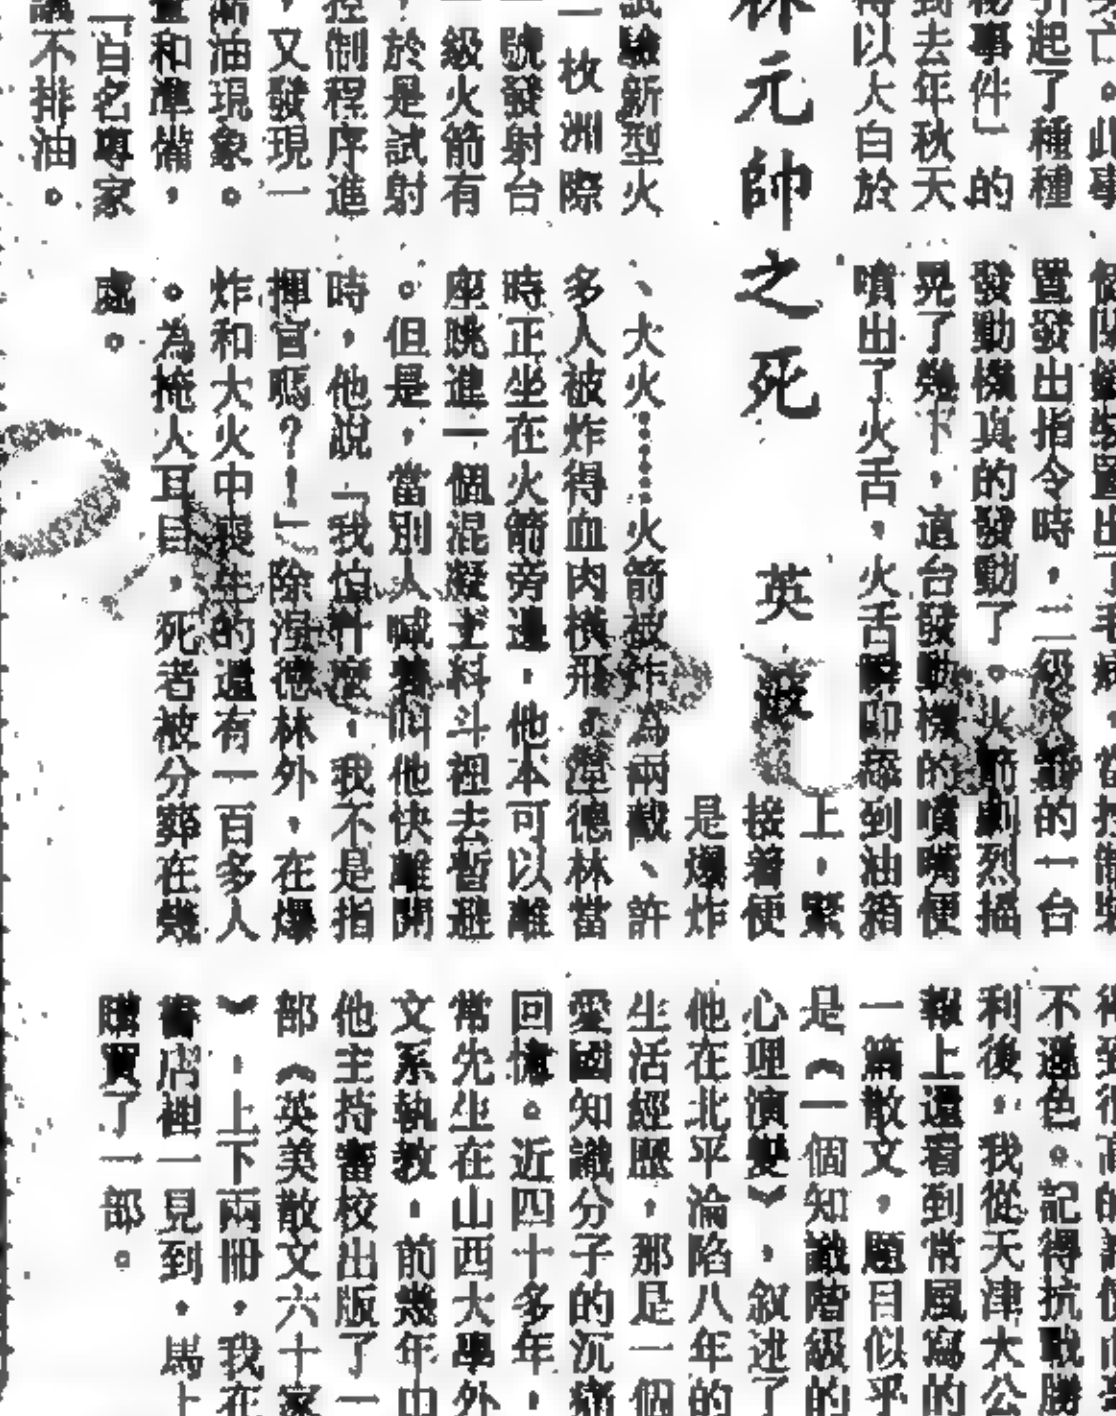 亡。此事
引起了種種
秘事件」的
到去年秋天
得以大白於
林元帥之死
英波
試驗新型火
一枚洲際
號發射台
級火箭有
，於是試射
控制程序進
，又發現一
漏油現象。
查和準備，
「百名專家
議不排油。
裝置出了毛病。當控制
置發出指令時，二級火箭的一台
發動機真的發動了。火箭劇烈搖
晃了幾下，這台發動機的噴嘴便
噴出了火舌，火舌瞬即舔到油箱
上，緊
接着便
是爆炸
、大火……火箭被炸為兩截、許
多人被炸得血肉橫飛。涅德林當
時正坐在火箭旁邊，他本可以離
座跳進一個混凝土料斗裡去暫避
。但是，當別人喊着叫他快離開
時，他說「我怕什麼，我不是指
揮官嗎？！」除涅德林外，在爆
炸和大火中喪生的還有一百多人
。為掩人耳目，死者被分葬在幾
處。
不遜色。記得抗戰勝
利後，我從天津大公
報上還看到常風寫的
一篇散文，題目似乎
是《一個知識階級的
心理演變》，叙述了
他在北平淪陷八年的
生活經歷，那是一個
愛國知識分子的沉痛
回憶。近四十多年，
常先生在山西大學外
文系執教，前幾年中
他主持審校出版了一
部《英美散文六十家
》，上下兩冊，我在
書店裡一見到，馬上
購買了一部。